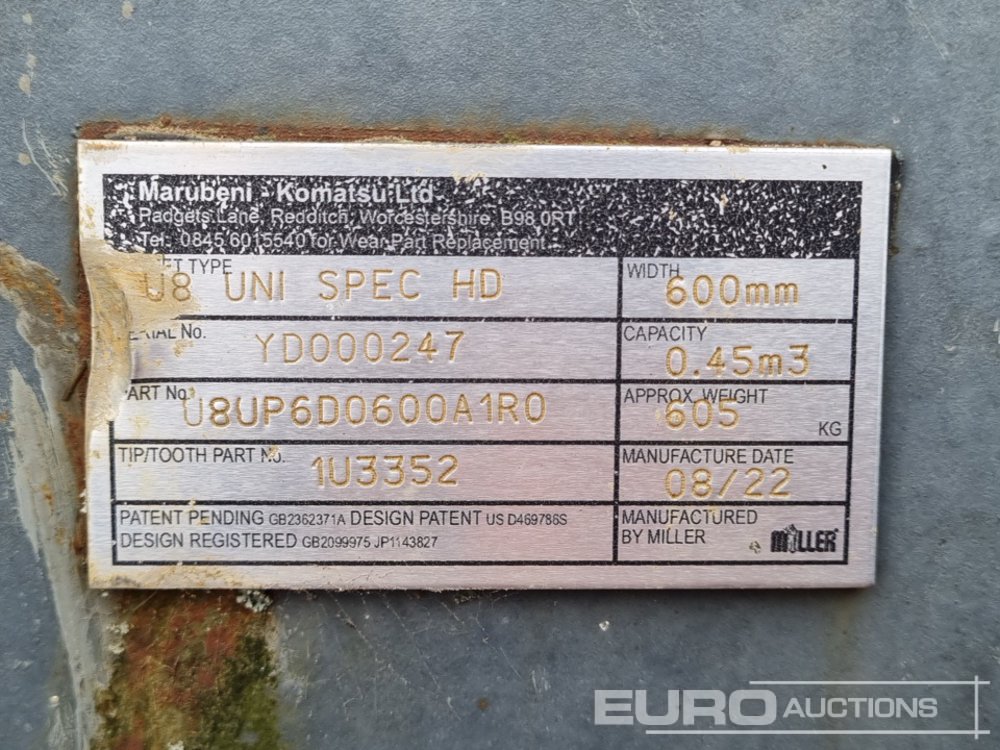 Marubeni - Komatsu Ltd
Padgets Lane, Redditch, Worcestershire, B98 0RT
Tel: 0845 6015540 for Wear Part Replacement
TYPE
U8 UNI SPEC HD
WIDTH
600mm
No.
YD000247
CAPACITY
0.45m3
No.
U8UP6D0600A1R0
APPROX WEIGHT
605
KG
TIP/TOOTH PART No.
1U3352
MANUFACTURE DATE
08/22
PATENT PENDING GB2362371A DESIGN PATENT US D469786S
DESIGN REGISTERED GB2099975 JP1143827
MANUFACTURED
BY MILLER
MILLER
EURO AUCTIONS